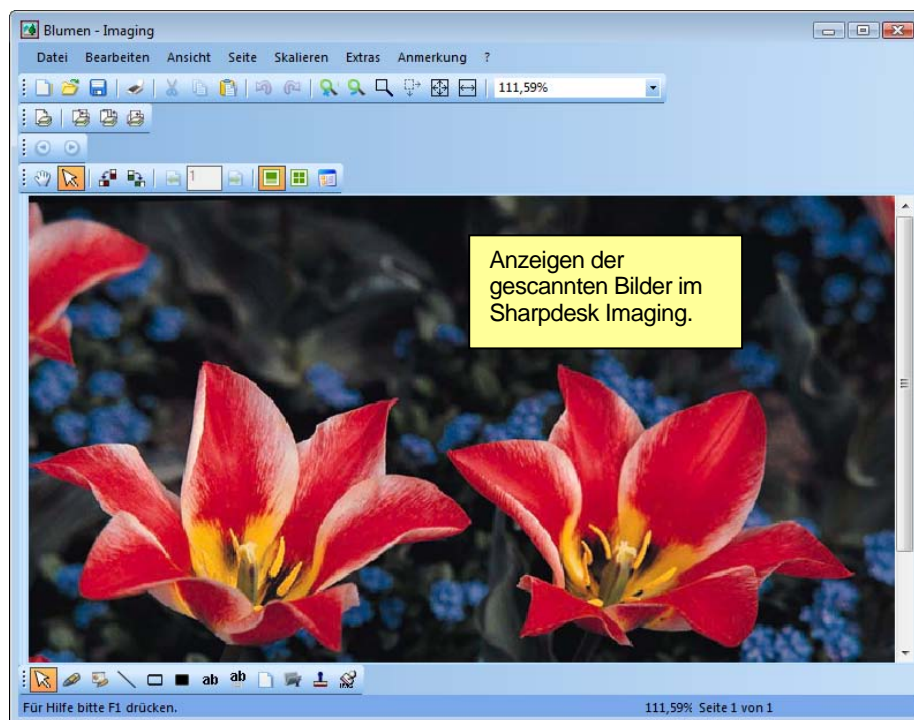 Blumen - Imaging
Datei Bearbeiten Ansicht Seite Skalieren Extras Anmerkung ?
111,59%
1
Anzeigen der
gescannten Bilder im
Sharpdesk Imaging.
ab ab
Für Hilfe bitte F1 drücken. 111,59% Seite 1 von 1